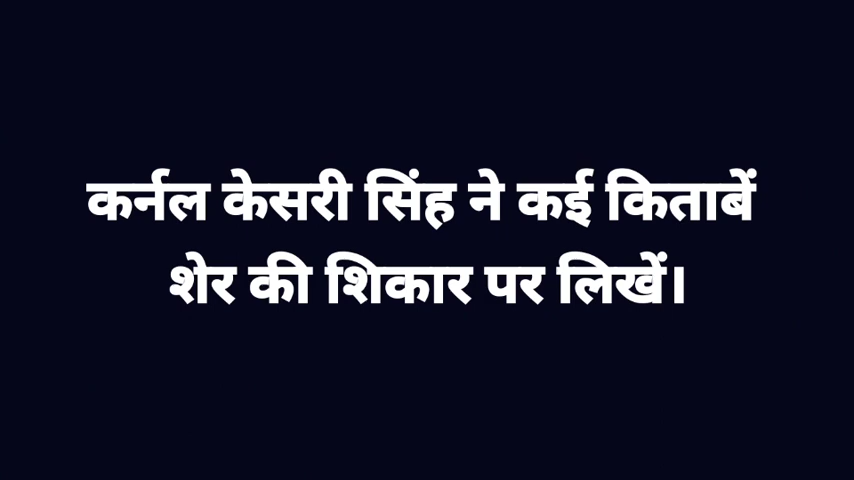 कर्नल केसरी सिंह ने कई किताबें
शेर की शिकार पर लिखें।